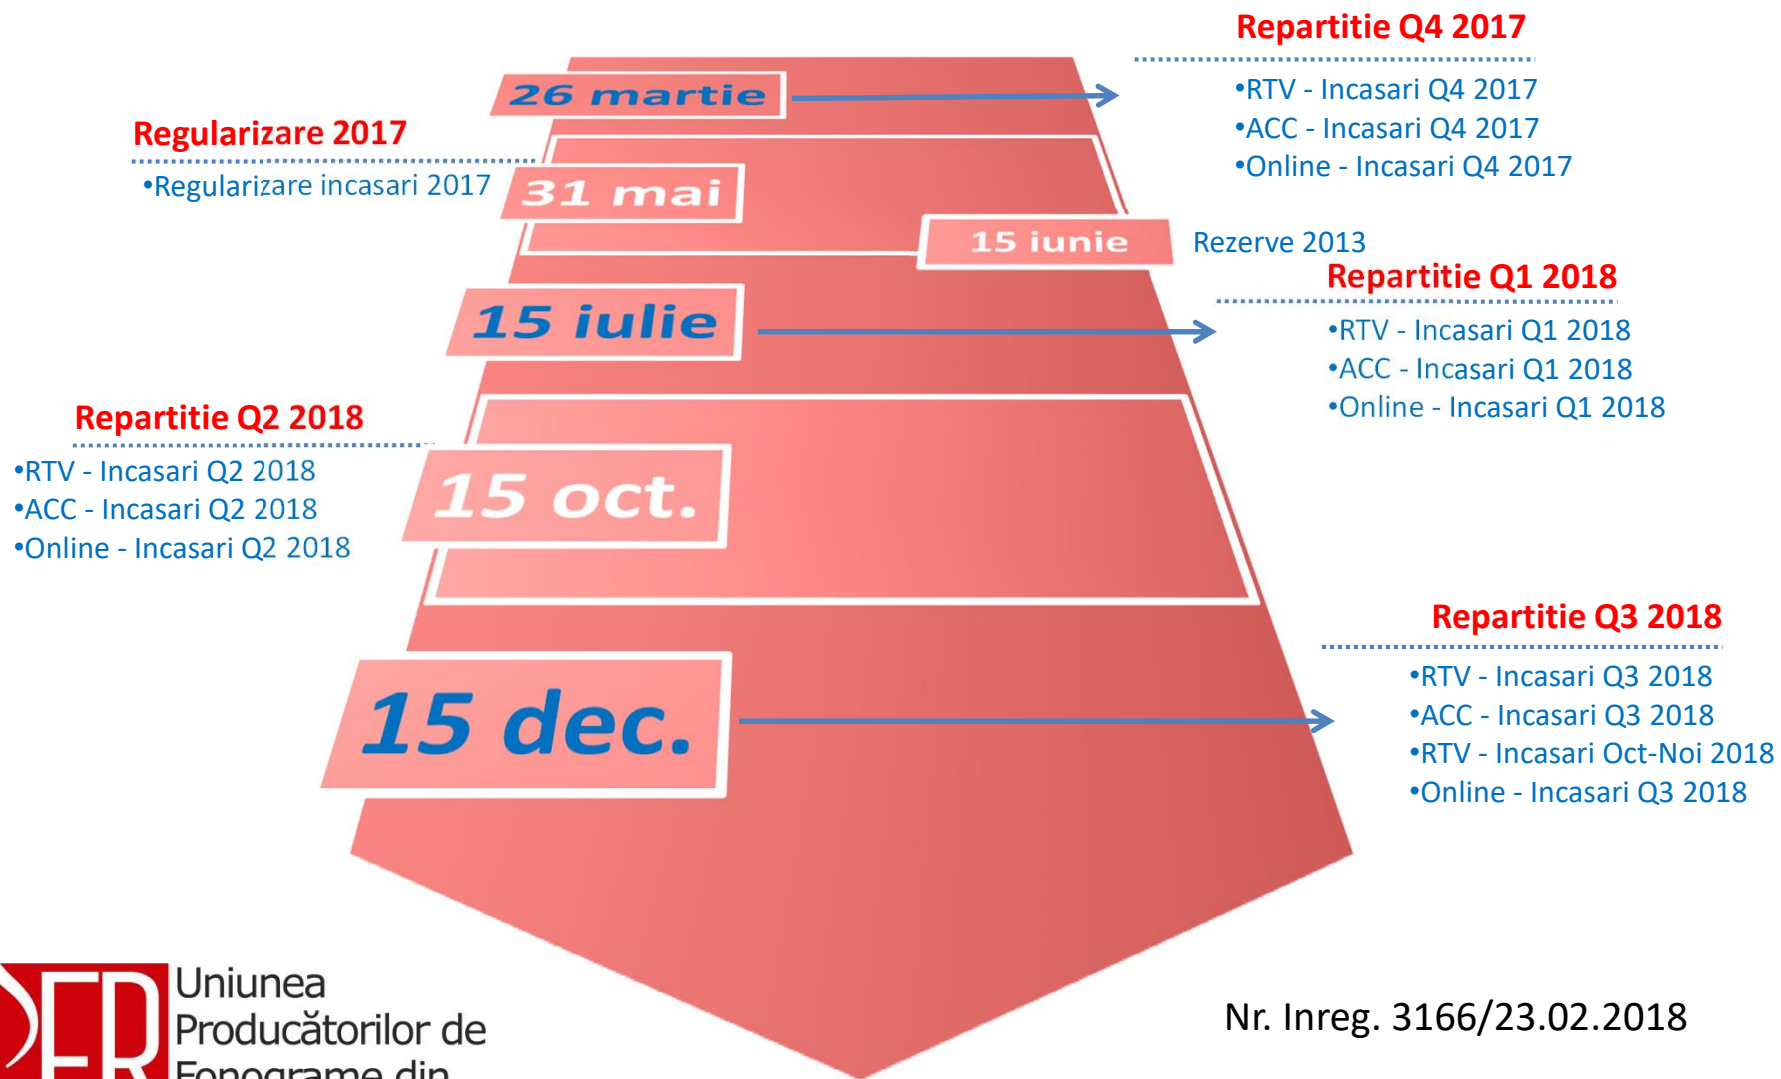 Repartitie Q4 2017
26 martie
•RTV - Incasari Q4 2017
•ACC - Incasari Q4 2017
•Online - Incasari Q4 2017
Regularizare 2017
•Regularizare incasari 2017
31 mai
15 iunie
Rezerve 2013
Repartitie Q1 2018
15 iulie
•RTV - Incasari Q1 2018
•ACC - Incasari Q1 2018
•Online - Incasari Q1 2018
Repartitie Q2 2018
•RTV - Incasari Q2 2018
•ACC - Incasari Q2 2018
•Online - Incasari Q2 2018
15 oct.
Repartitie Q3 2018
15 dec.
•RTV - Incasari Q3 2018
•ACC - Incasari Q3 2018
•RTV - Incasari Oct-Noi 2018
•Online - Incasari Q3 2018
Uniunea
Producătorilor de
Fonograme din
Nr. Inreg. 3166/23.02.2018